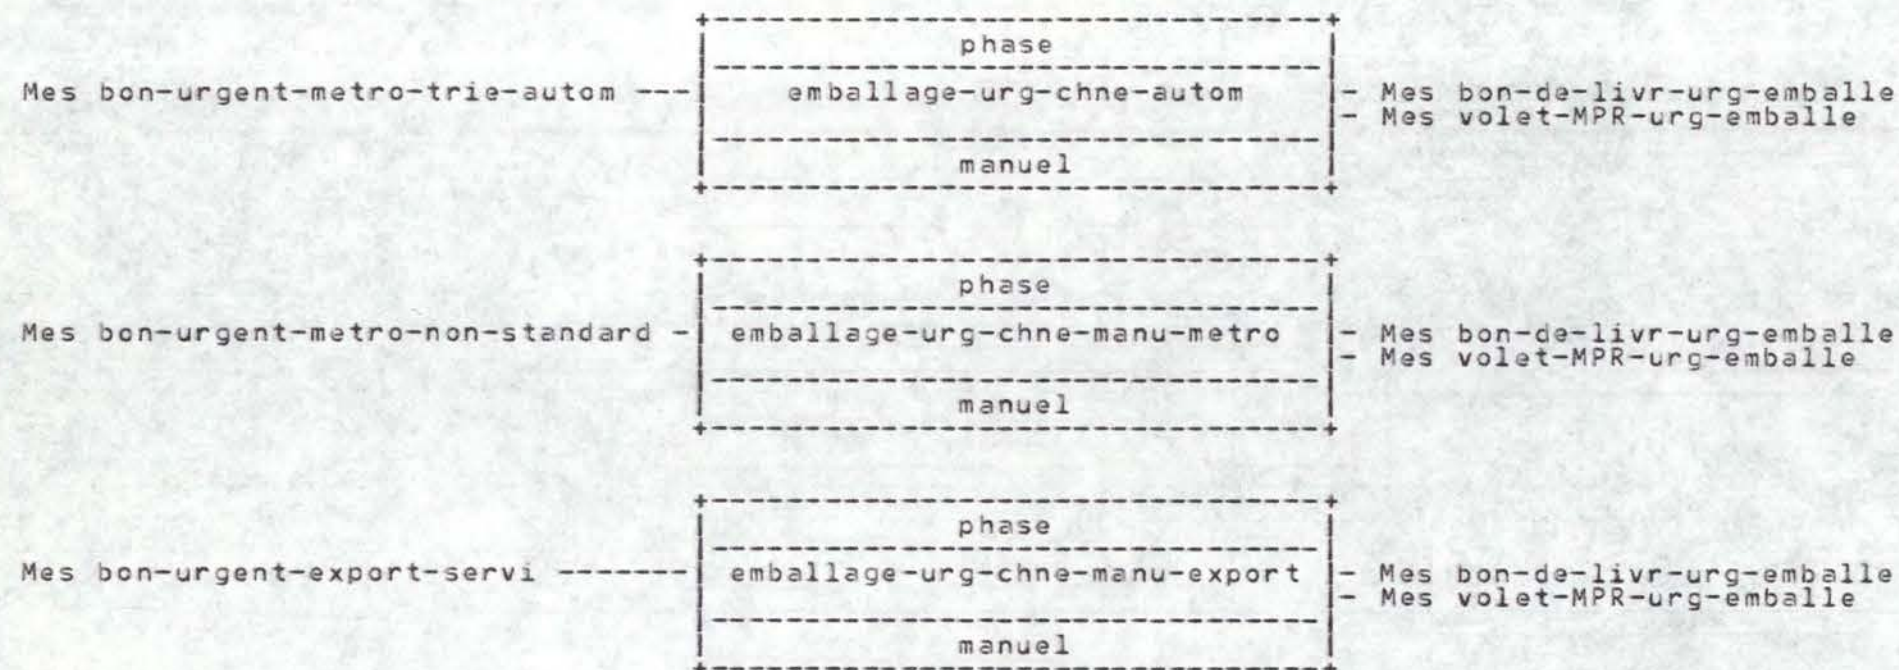 phase
Mes bon-urgent-metro-trie-autom --- emballage-urg-chne-autom - Mes bon-de-livr-urg-emballe
- Mes volet-MPR-urg-emballe
manuel
phase
Mes bon-urgent-metro-non-standard - emballage-urg-chne-manu-metro - Mes bon-de-livr-urg-emballe
- Mes volet-MPR-urg-emballe
manuel
phase
Mes bon-urgent-export-servi ------- emballage-urg-chne-manu-export - Mes bon-de-livr-urg-emballe
- Mes volet-MPR-urg-emballe
manuel